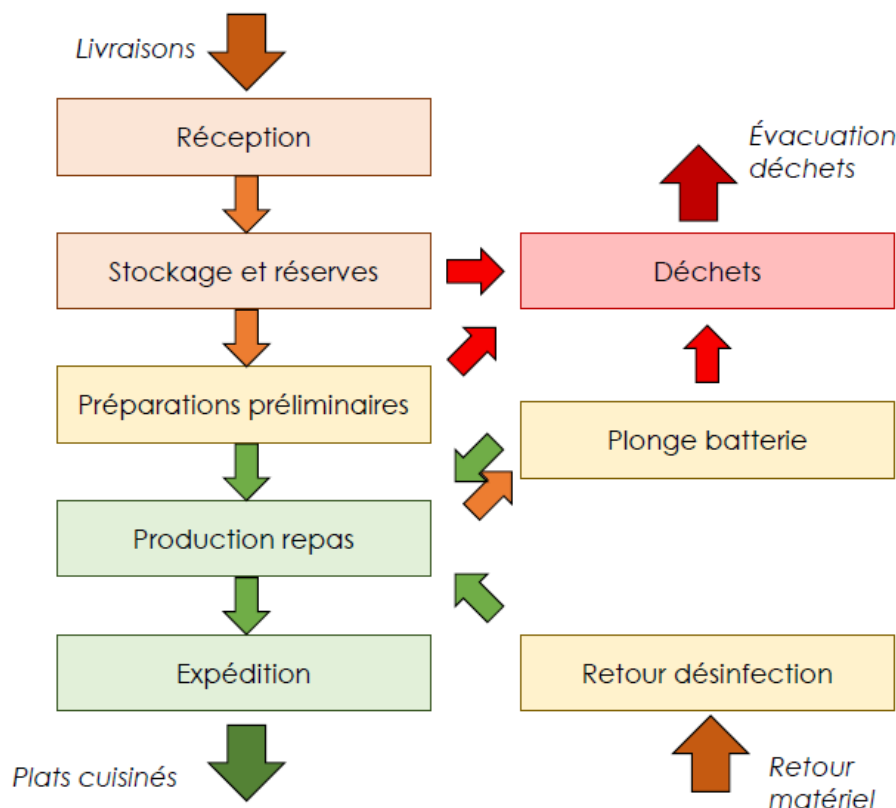 Livraisons
Réception
Évacuation
déchets
Stockage et réserves
Déchets
Préparations préliminaires
Plonge batterie
Production repas
Expédition
Retour désinfection
Plats cuisinés
Retour
matériel